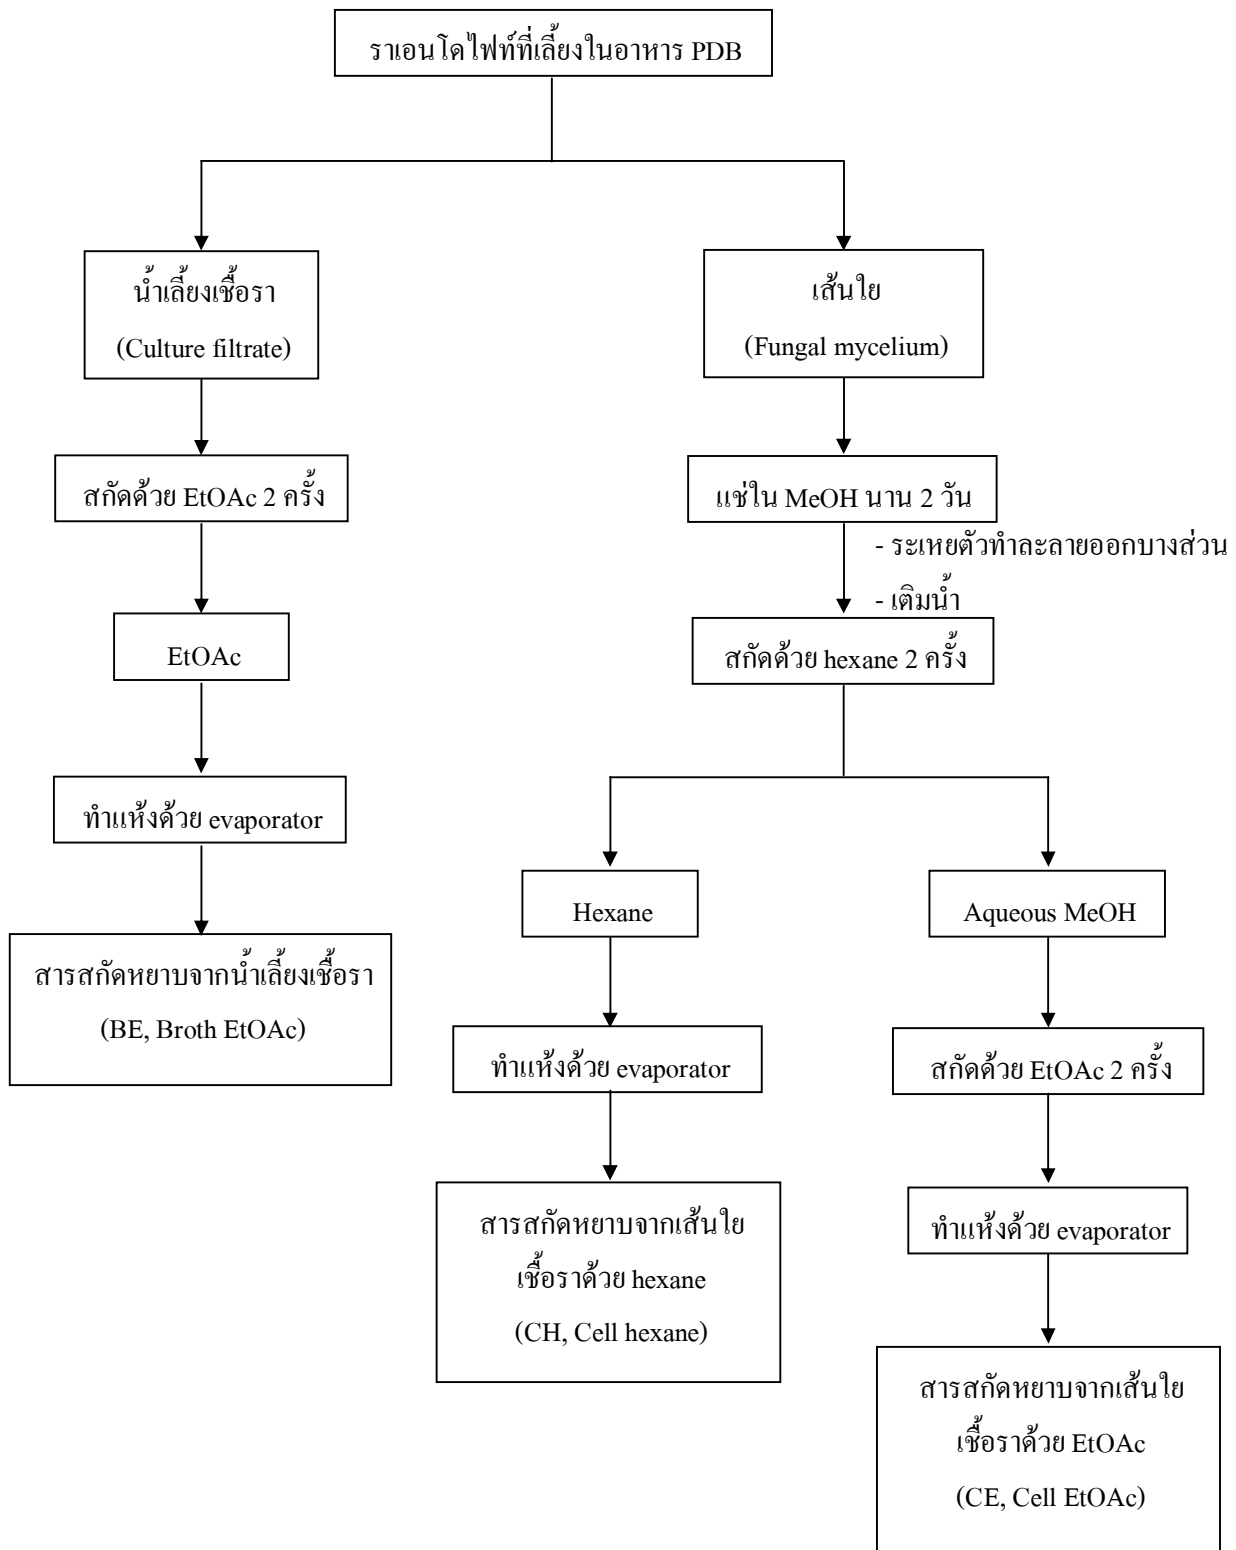 ราเอนโดไฟท์ที่เลี้ยงในอาหาร PDB
น้ำเลี้ยงเชื้อรา
(Culture filtrate)
สกัดด้วย EtOAc 2 ครั้ง
EtOAc
ทำแห้งด้วย evaporator
สารสกัดหยาบจากน้ำเลี้ยงเชื้อรา
(BE, Broth EtOAc)
เส้นใย
(Fungal mycelium)
แช่ใน MeOH นาน 2 วัน
- ระเหยตัวทำละลายออกบางส่วน
- เติมน้ำ
สกัดด้วย hexane 2 ครั้ง
Hexane
ทำแห้งด้วย evaporator
สารสกัดหยาบจากเส้นใย
เชื้อราด้วย hexane
(CH, Cell hexane)
Aqueous MeOH
สกัดด้วย EtOAc 2 ครั้ง
ทำแห้งด้วย evaporator
สารสกัดหยาบจากเส้นใย
เชื้อราด้วย EtOAc
(CE, Cell EtOAc)